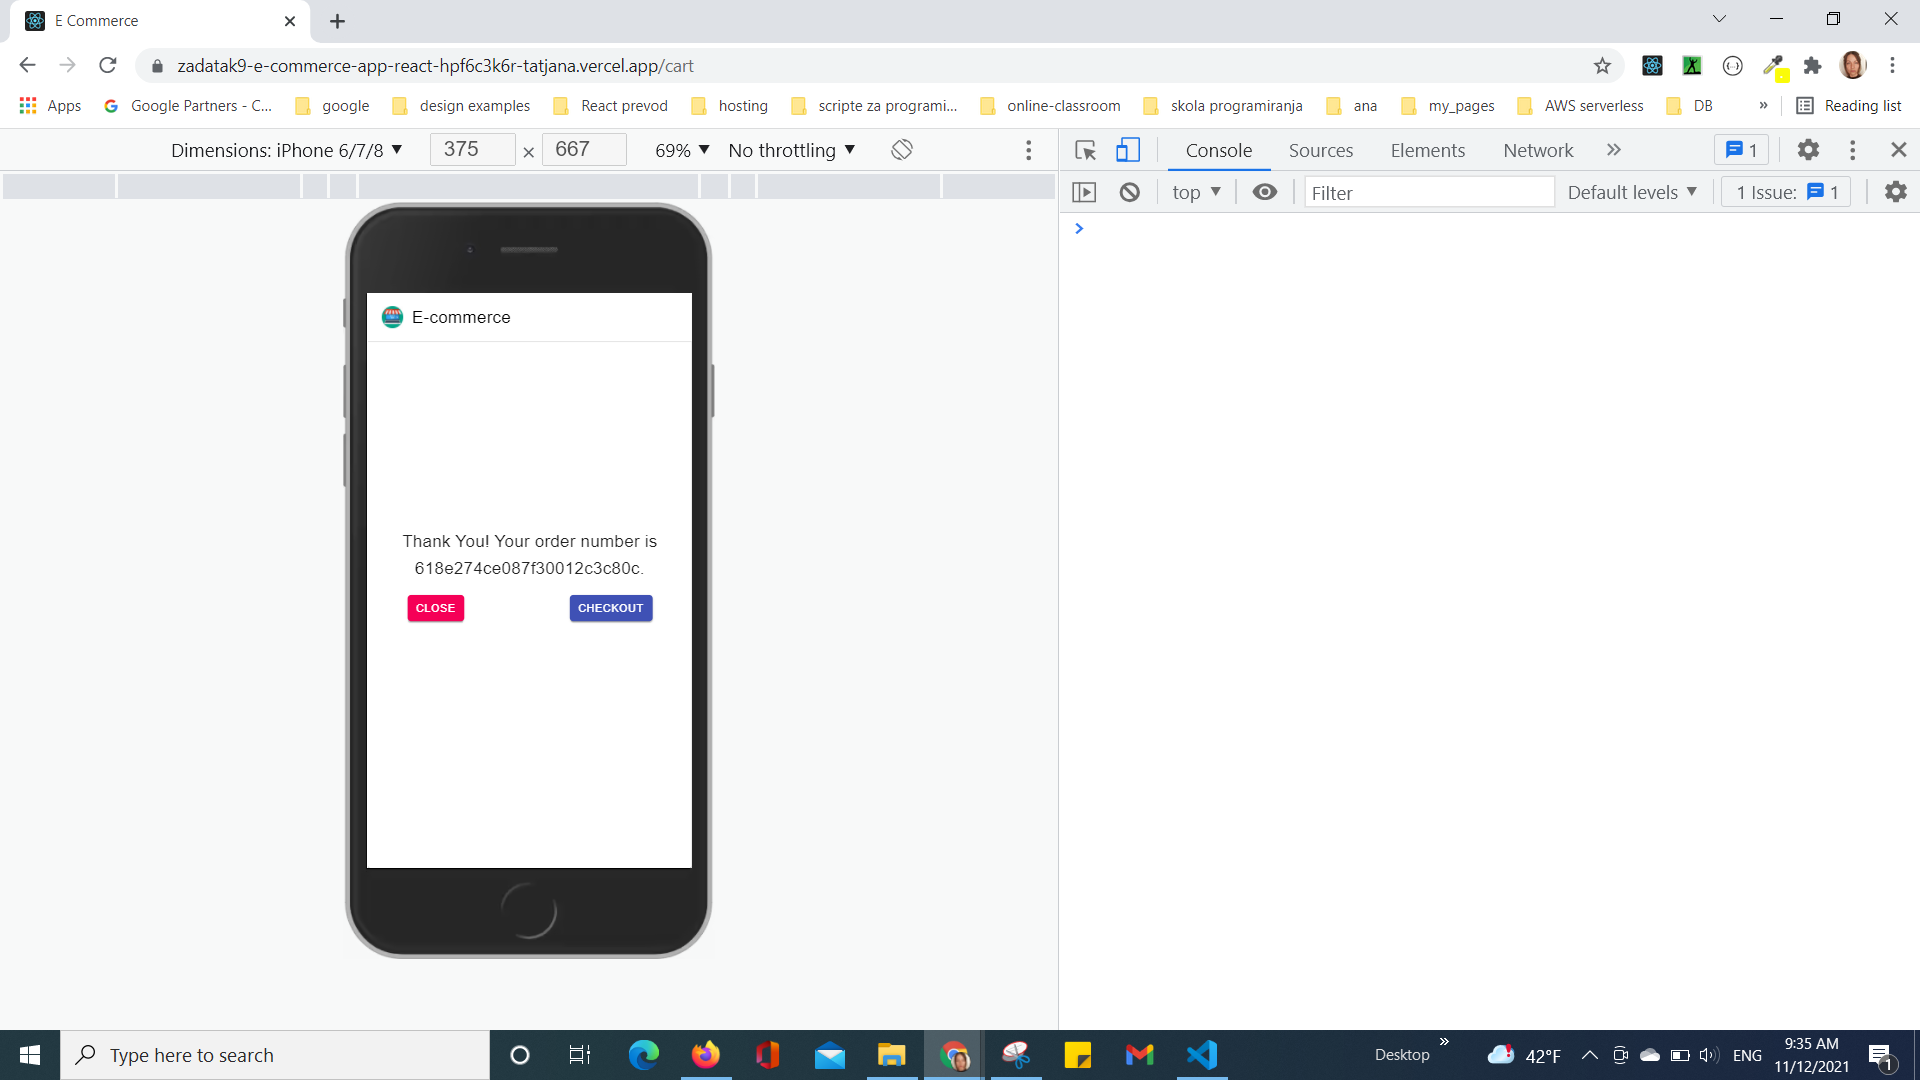 E Commerce
zadatak9-e-commerce-app-react-hpf6c3k6r-tatjana.vercel.app/cart
Apps Google Partners - C... google design examples React prevod hosting scripte za programi... online-classroom skola programiranja ana my_pages AWS serverless DB » Reading list
Dimensions: iPhone 6/7/8 375 × 667 69% No throttling
Console Sources Elements Network » 1
top Filter Default levels 1 Issue: 1
E-commerce
Thank You! Your order number is
618e274ce087f30012c3c80c.
CLOSE CHECKOUT
Type here to search
Desktop » 42°F ENG
9:35 AM
11/12/2021
1